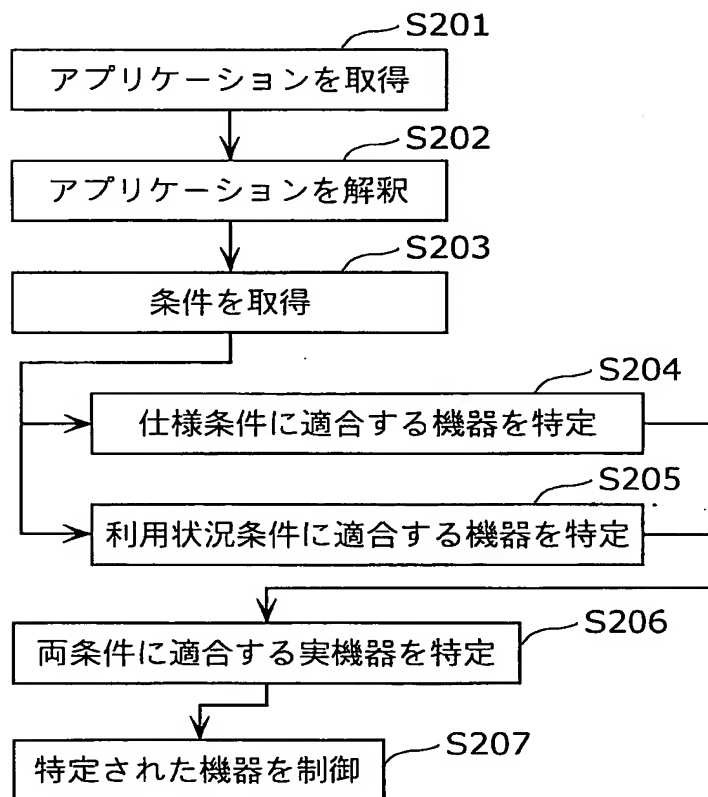 S201
アプリケーションを取得
S202
アプリケーションを解釈
S203
条件を取得
S204
仕様条件に適合する機器を特定
S205
利用状況条件に適合する機器を特定
S206
両条件に適合する実機器を特定
S207
特定された機器を制御